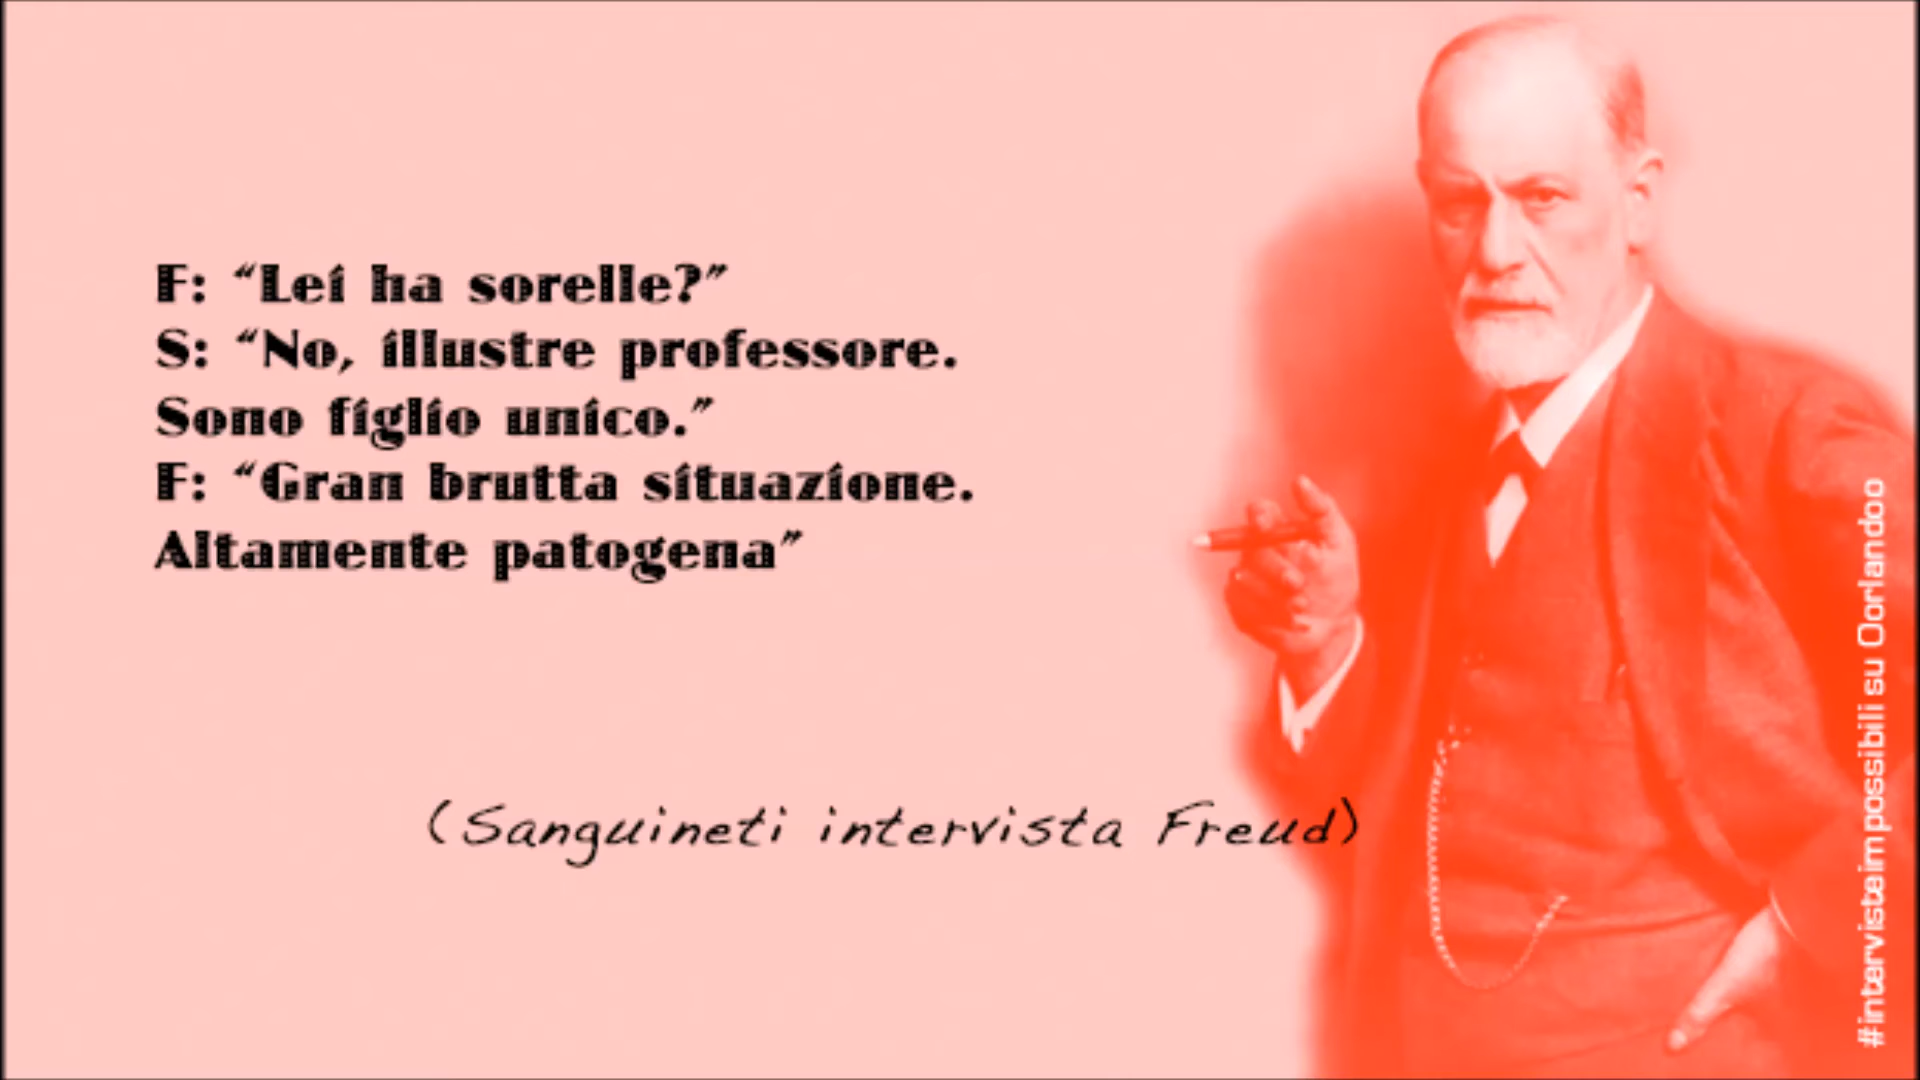 F: “Lei ha sorelle?”
S: “No, illustre professore.
Sono figlio unico.”
F: “Gran brutta situazione.
Altamente patogena”
(Sanguineti intervista Freud)
#intervisteimpossibili su Oorlandoo